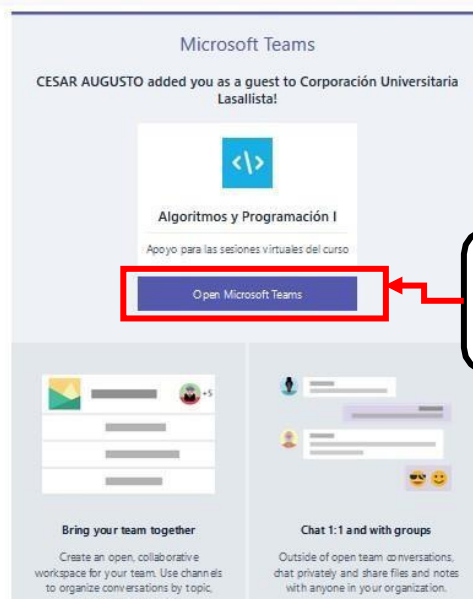 Microsoft Teams
CESAR AUGUSTO added you as a guest to Corporación Universitaria
Lasallista!
</>
Algoritmos y Programación I
Apoyo para las sesiones virtuales del curso
Open Microsoft Teams
+5
Bring your team together
Create an open, collaborative
workspace for your team. Use channels
to organize conversations by topic,
Chat 1:1 and with groups
Outside of open team conversations,
chat privately and share files and notes
with anyone in your organization.